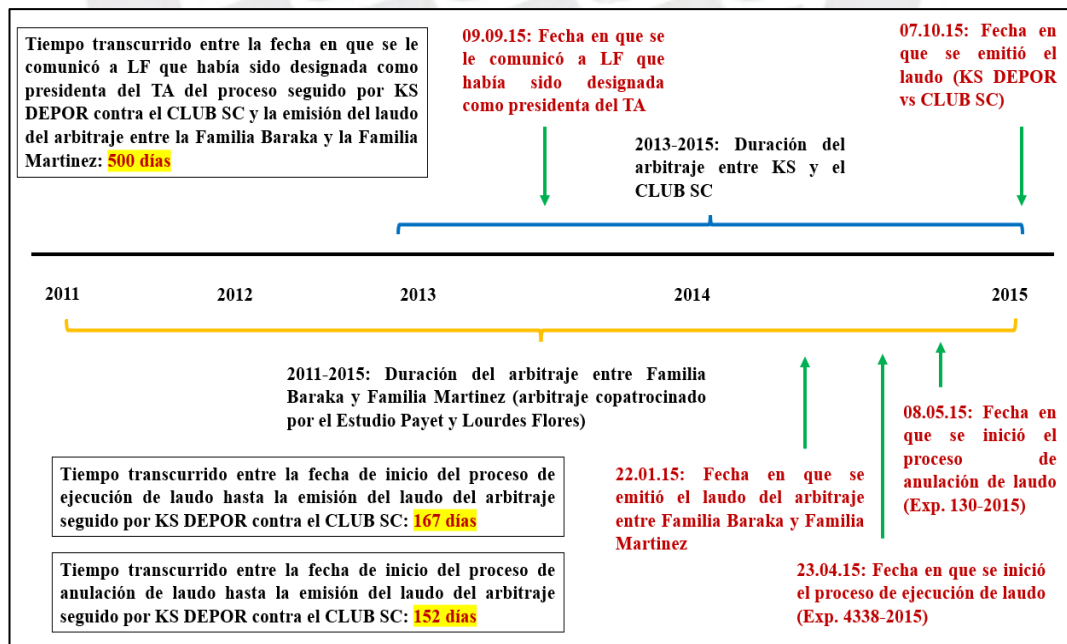 Tiempo transcurrido entre la fecha en que se le
comunicó a LF que había sido designada como
presidenta del TA del proceso seguido por KS
DEPOR contra el CLUB SC y la emisión del laudo
del arbitraje entre la Familia Baraka y la Familia
Martinez: 500 días
09.09.15: Fecha en que se
le comunicó a LF que
había sido designada
como presidenta del TA
07.10.15: Fecha en
que se emitió el
laudo (KS DEPOR
vs CLUB SC)
2013-2015: Duración del
arbitraje entre KS y el
CLUB SC
2011
2012
2013
2014
2015
2011-2015: Duración del arbitraje entre Familia
Baraka y Familia Martinez (arbitraje copatrocinado
por el Estudio Payet y Lourdes Flores)
Tiempo transcurrido entre la fecha de inicio del proceso de
ejecución de laudo hasta la emisión del laudo del arbitraje
seguido por KS DEPOR contra el CLUB SC: 167 días
Tiempo transcurrido entre la fecha de inicio del proceso de
anulación de laudo hasta la emisión del laudo del arbitraje
seguido por KS DEPOR contra el CLUB SC: 152 días
22.01.15: Fecha en que se
emitió el laudo del arbitraje
entre Familia Baraka y Familia
Martinez
08.05.15: Fecha en
que se inició el
proceso de
anulación de laudo
(Exp. 130-2015)
23.04.15: Fecha en que se inició
el proceso de ejecución de laudo
(Exp. 4338-2015)